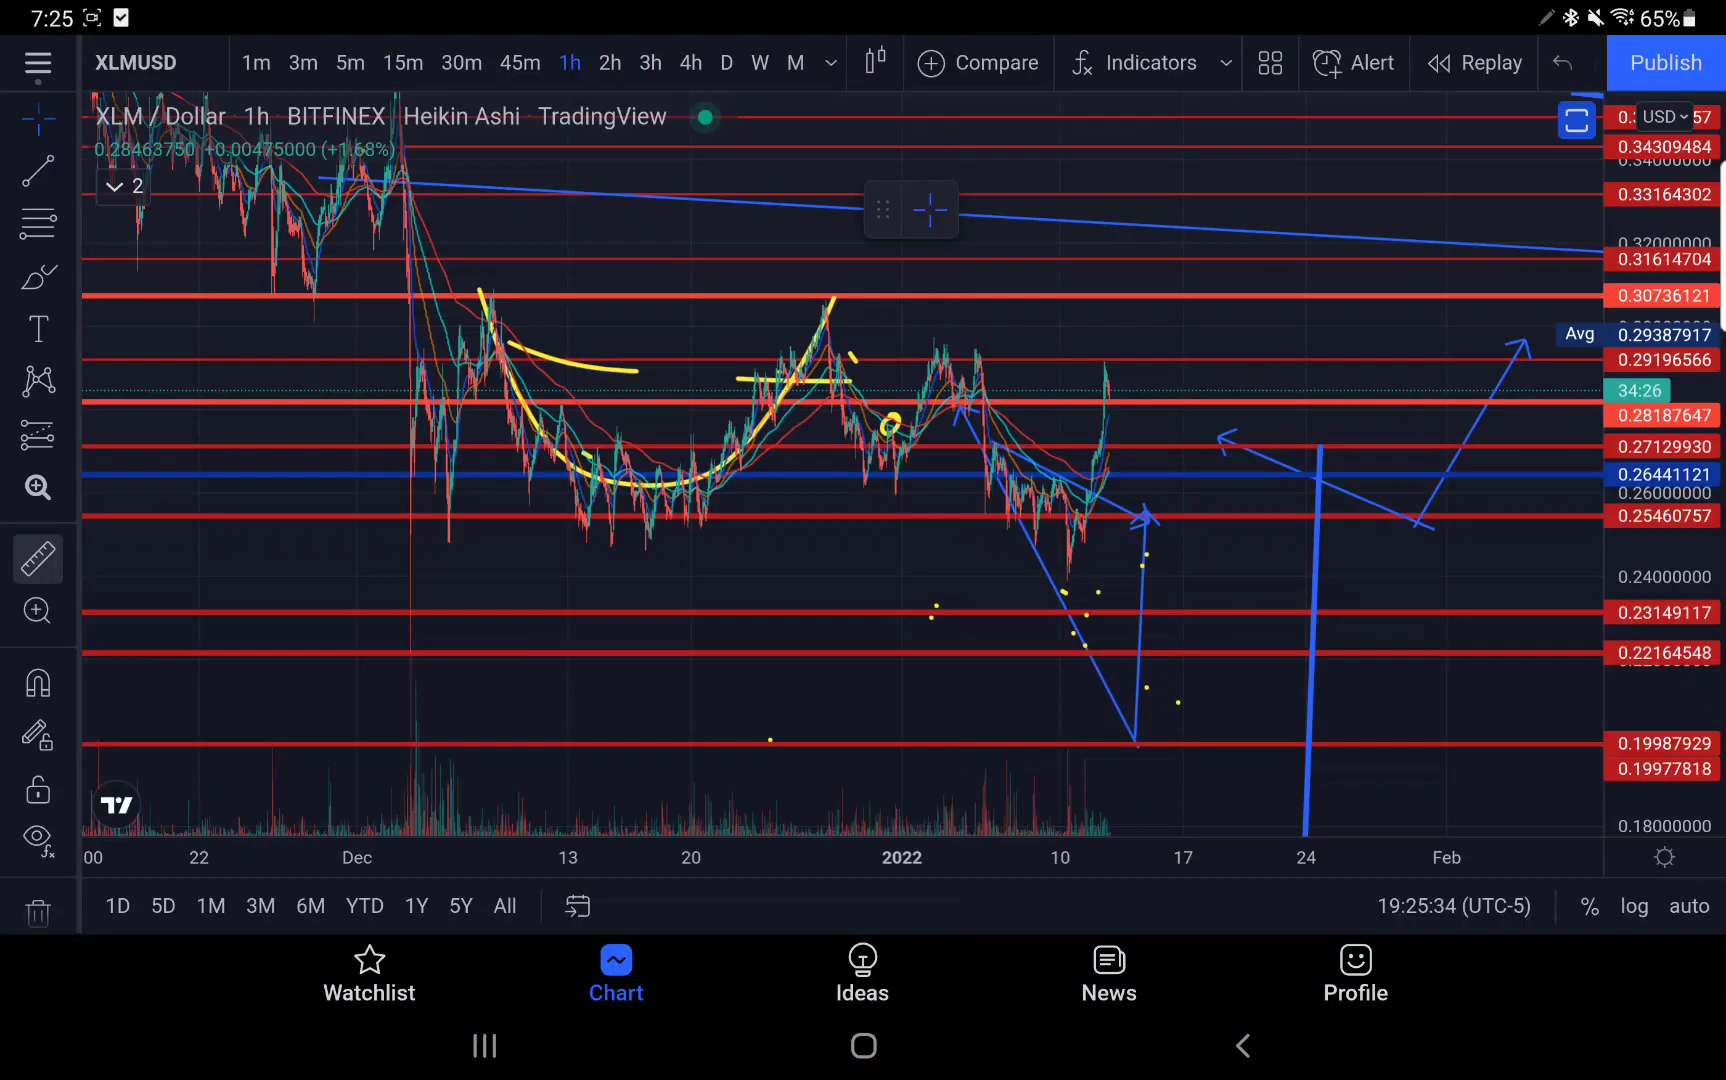 7:25 65%
XLMUSD 1m 3m 5m 15m 30m 45m 1h 2h 3h 4h D W M Compare Indicators Alert Replay Publish
XLM / Dollar · 1h · BITFINEX · Heikin Ashi · TradingView
0.28463750 +0.00475000 (+1.68%)
2
USD 57
0.34309484
0.33164302
0.32000000
0.31614704
0.30736121
Avg 0.29387917
0.29196566
34:26
0.28187647
0.27129930
0.26441121
0.26000000
0.25460757
0.24000000
0.23149117
0.22164548
0.19987929
0.19977818
0.18000000
00 22 Dec 13 20 2022 10 17 24 Feb
1D 5D 1M 3M 6M YTD 1Y 5Y All 19:25:34 (UTC-5) % log auto
Watchlist Chart Ideas News Profile